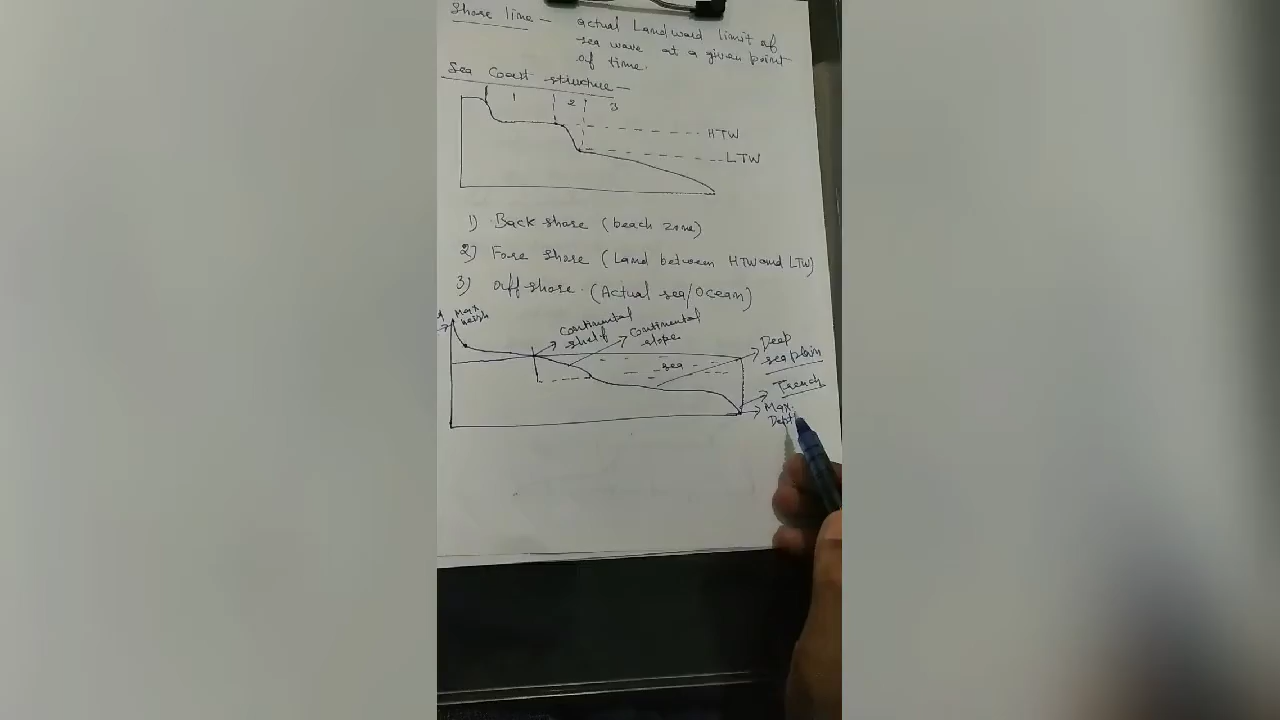 Shore line - actual Landward limit of
sea wave at a given point
of time.
Sea Coast structure -
1 2 3
HTW
LTW
1) Back shore (beach zone)
2) Fore shore (Land between HTW and LTW)
3) Off shore. (Actual sea/Ocean)
Max
Continental
shelf
Continental
slope
sea
Deep
sea plain
Trench
Max.
Depth